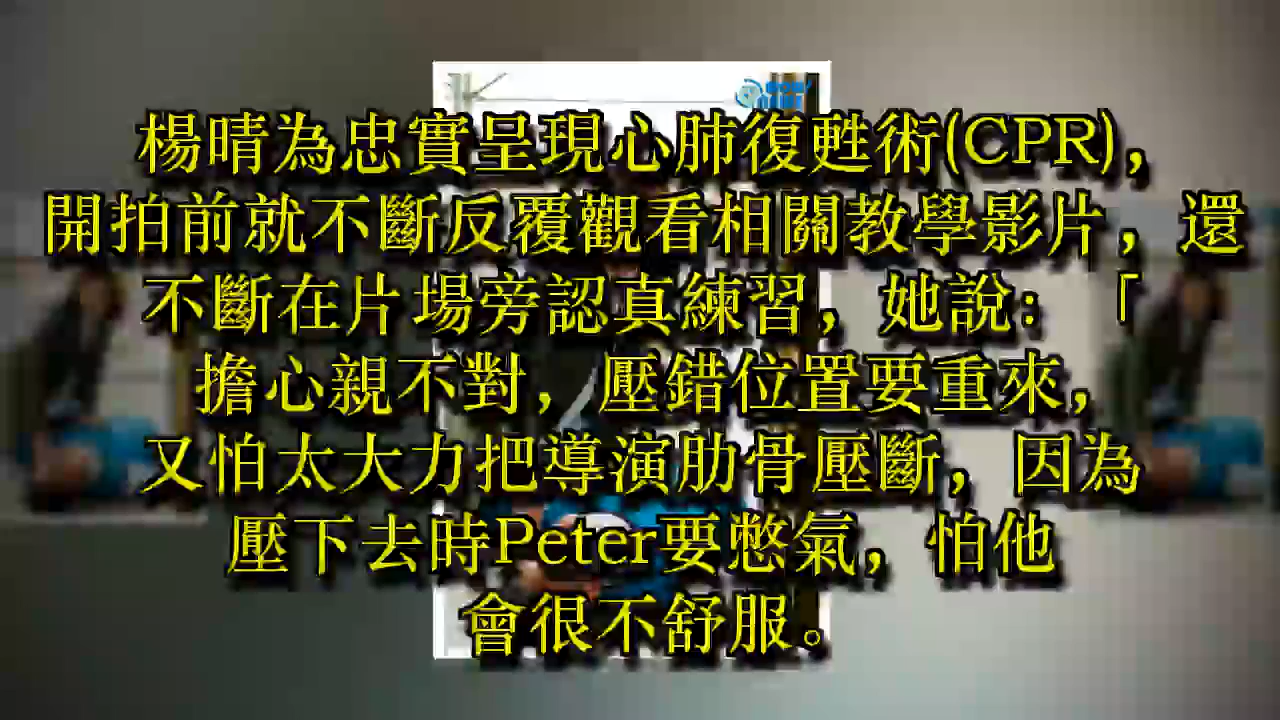 楊晴為忠實呈現心肺復甦術(CPR)，
開拍前就不斷反覆觀看相關教學影片，還
不斷在片場旁認真練習，她說：「
擔心親不對，壓錯位置要重來，
又怕太大力把導演肋骨壓斷，因為
壓下去時Peter要憋氣，怕他
會很不舒服。